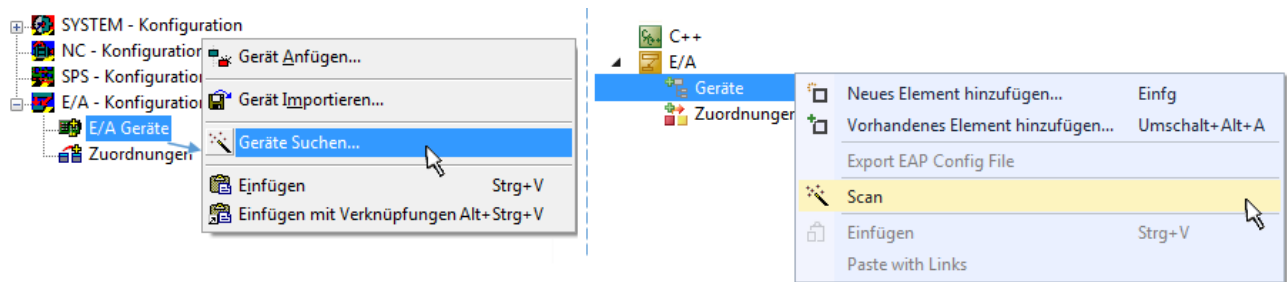 SYSTEM - Konfiguration
NC - Konfiguration
SPS - Konfiguration
E/A - Konfiguration
E/A Geräte
Zuordnungen
Gerät Anfügen...
Gerät Importieren...
Geräte Suchen...
Einfügen Strg+V
Einfügen mit Verknüpfungen Alt+Strg+V
C++
E/A
Geräte
Zuordnungen
Neues Element hinzufügen... Einfg
Vorhandenes Element hinzufügen... Umschalt+Alt+A
Export EAP Config File
Scan
Einfügen Strg+V
Paste with Links